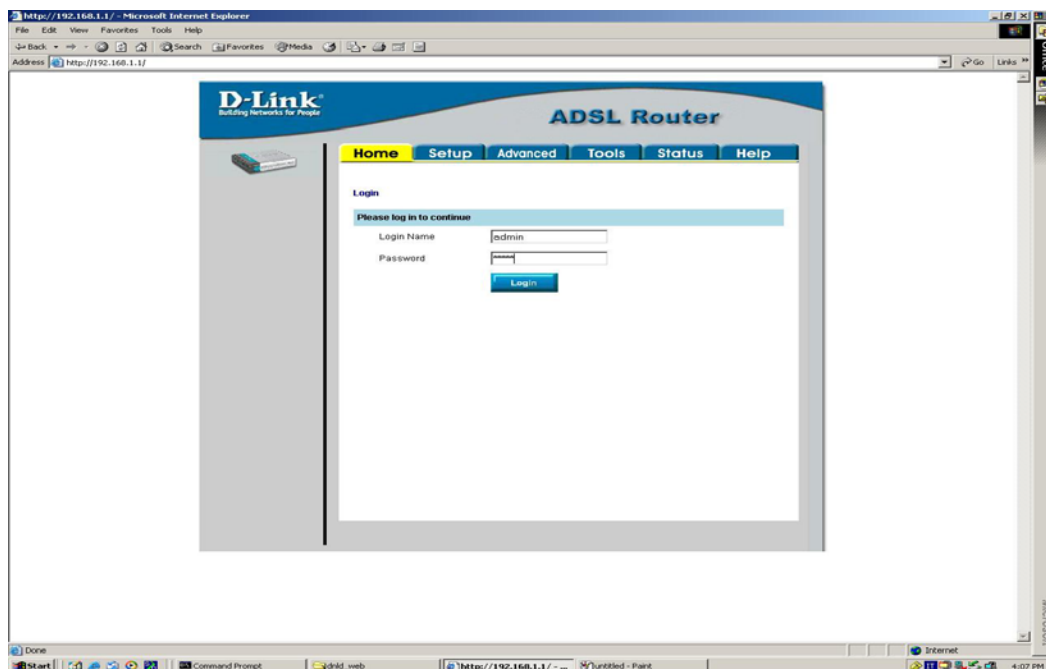 http://192.168.1.1/ - Microsoft Internet Explorer
File Edit View Favorites Tools Help
Back Search Favorites Media
Address http://192.168.1.1/ Go Links »
Office
D-Link
Building Networks for People
ADSL Router
Home Setup Advanced Tools Status Help
Login
Please log in to continue
Login Name admin
Password *****
Login
Done Internet
Start Command Prompt dnld_web http://192.168.1.1/ - ... untitled - Paint 4:07 PM